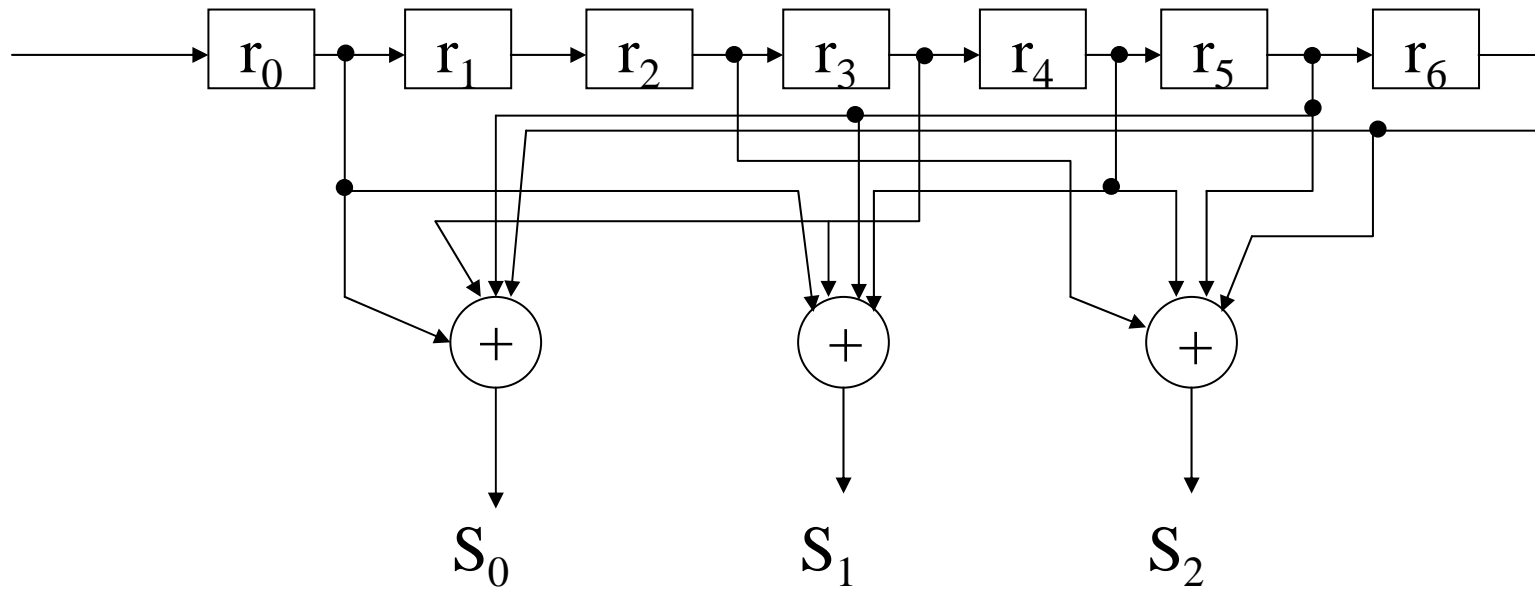 r₀ r₁ r₂ r₃ r₄ r₅ r₆
+ + +
S₀ S₁ S₂